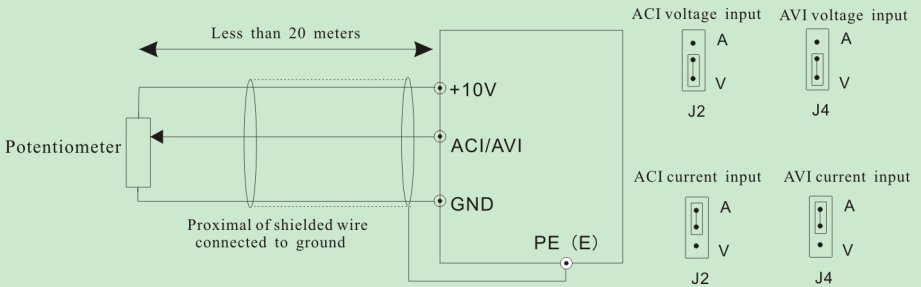 Less than 20 meters
Potentiometer
+10V
ACI/AVI
GND
PE (E)
Proximal of shielded wire
connected to ground
ACI voltage input
A
V
J2
AVI voltage input
A
V
J4
ACI current input
A
V
J2
AVI current input
A
V
J4